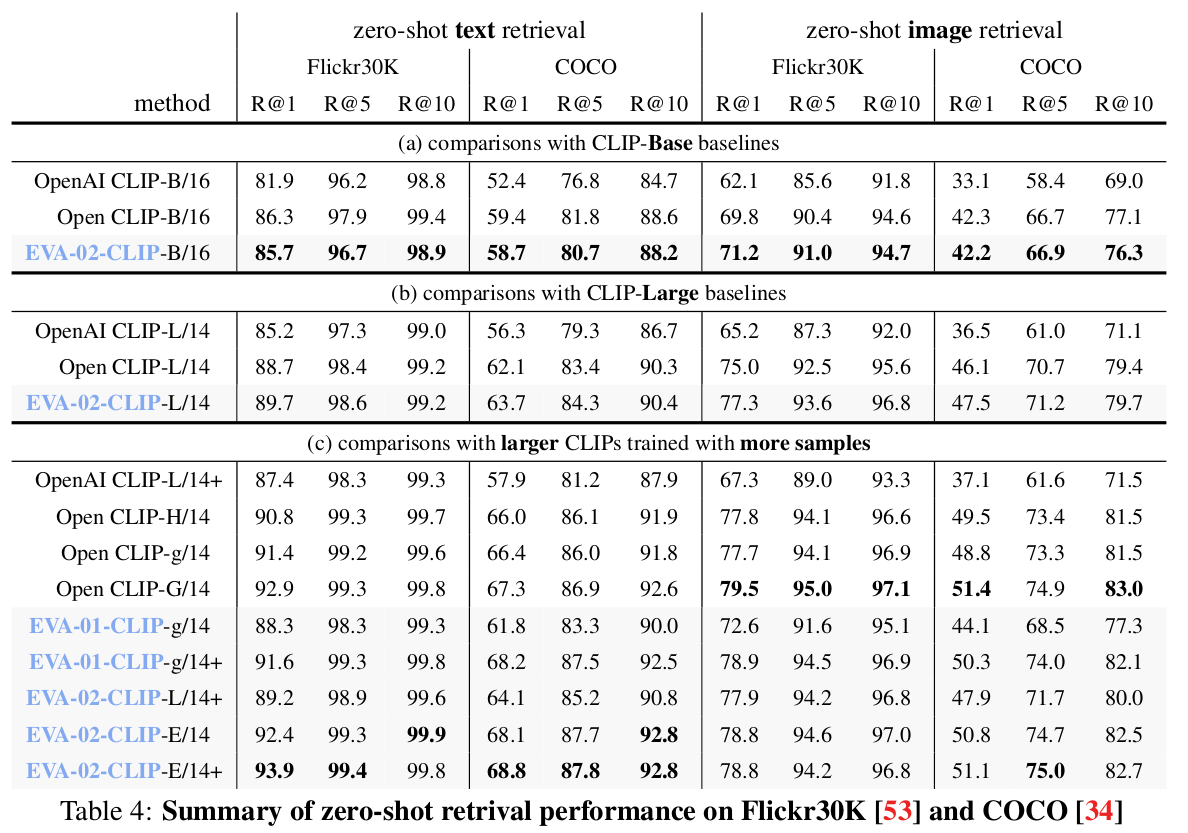 zero-shot text retrieval zero-shot image retrieval
Flickr30K COCO Flickr30K COCO
method R@1 R@5 R@10 R@1 R@5 R@10 R@1 R@5 R@10 R@1 R@5 R@10
(a) comparisons with CLIP-Base baselines
OpenAI CLIP-B/16 81.9 96.2 98.8 52.4 76.8 84.7 62.1 85.6 91.8 33.1 58.4 69.0
Open CLIP-B/16 86.3 97.9 99.4 59.4 81.8 88.6 69.8 90.4 94.6 42.3 66.7 77.1
EVA-02-CLIP-B/16 85.7 96.7 98.9 58.7 80.7 88.2 71.2 91.0 94.7 42.2 66.9 76.3
(b) comparisons with CLIP-Large baselines
OpenAI CLIP-L/14 85.2 97.3 99.0 56.3 79.3 86.7 65.2 87.3 92.0 36.5 61.0 71.1
Open CLIP-L/14 88.7 98.4 99.2 62.1 83.4 90.3 75.0 92.5 95.6 46.1 70.7 79.4
EVA-02-CLIP-L/14 89.7 98.6 99.2 63.7 84.3 90.4 77.3 93.6 96.8 47.5 71.2 79.7
(c) comparisons with larger CLIPs trained with more samples
OpenAI CLIP-L/14+ 87.4 98.3 99.3 57.9 81.2 87.9 67.3 89.0 93.3 37.1 61.6 71.5
Open CLIP-H/14 90.8 99.3 99.7 66.0 86.1 91.9 77.8 94.1 96.6 49.5 73.4 81.5
Open CLIP-g/14 91.4 99.2 99.6 66.4 86.0 91.8 77.7 94.1 96.9 48.8 73.3 81.5
Open CLIP-G/14 92.9 99.3 99.8 67.3 86.9 92.6 79.5 95.0 97.1 51.4 74.9 83.0
EVA-01-CLIP-g/14 88.3 98.3 99.3 61.8 83.3 90.0 72.6 91.6 95.1 44.1 68.5 77.3
EVA-01-CLIP-g/14+ 91.6 99.3 99.8 68.2 87.5 92.5 78.9 94.5 96.9 50.3 74.0 82.1
EVA-02-CLIP-L/14+ 89.2 98.9 99.6 64.1 85.2 90.8 77.9 94.2 96.8 47.9 71.7 80.0
EVA-02-CLIP-E/14 92.4 99.3 99.9 68.1 87.7 92.8 78.8 94.6 97.0 50.8 74.7 82.5
EVA-02-CLIP-E/14+ 93.9 99.4 99.8 68.8 87.8 92.8 78.8 94.2 96.8 51.1 75.0 82.7
Table 4: Summary of zero-shot retrival performance on Flickr30K [53] and COCO [34]